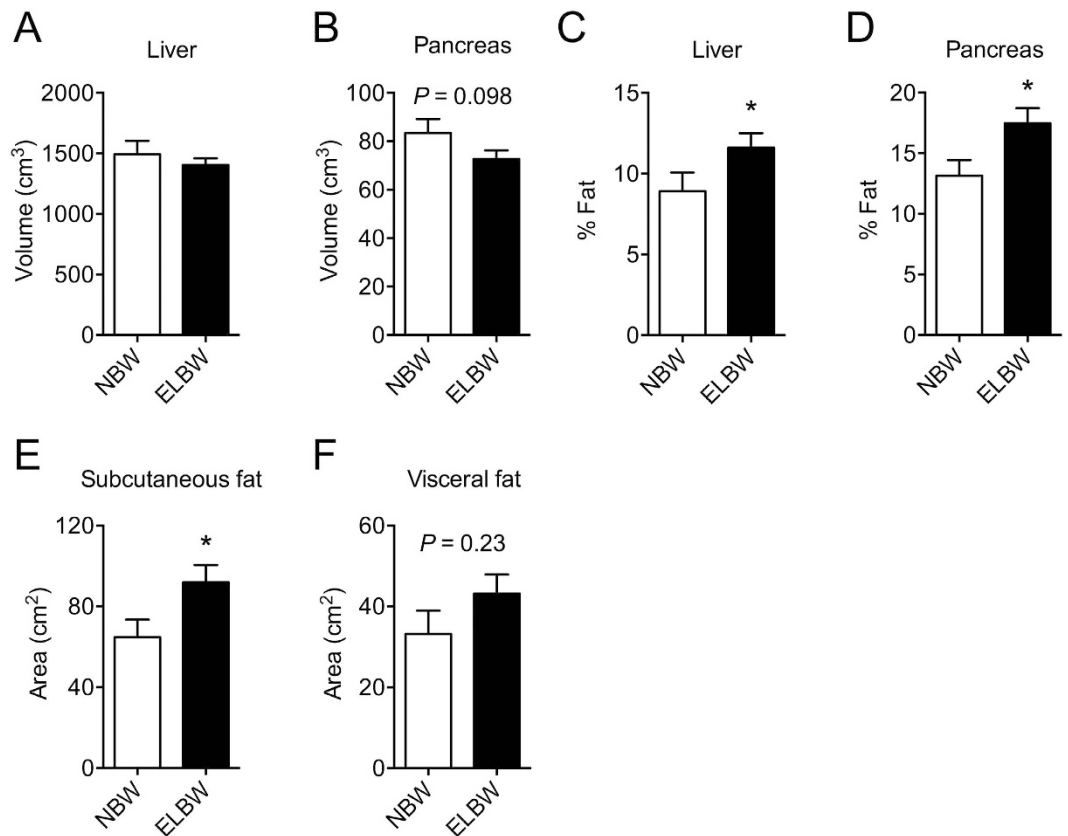 A
Liver
Volume (cm³)
2000
1500
1000
500
0
NBW
ELBW
B
Pancreas
P = 0.098
Volume (cm³)
100
80
60
40
20
0
NBW
ELBW
C
Liver
*
% Fat
15
10
5
0
NBW
ELBW
D
Pancreas
*
% Fat
20
15
10
5
0
NBW
ELBW
E
Subcutaneous fat
*
Area (cm²)
120
80
40
0
NBW
ELBW
F
Visceral fat
P = 0.23
Area (cm²)
60
40
20
0
NBW
ELBW